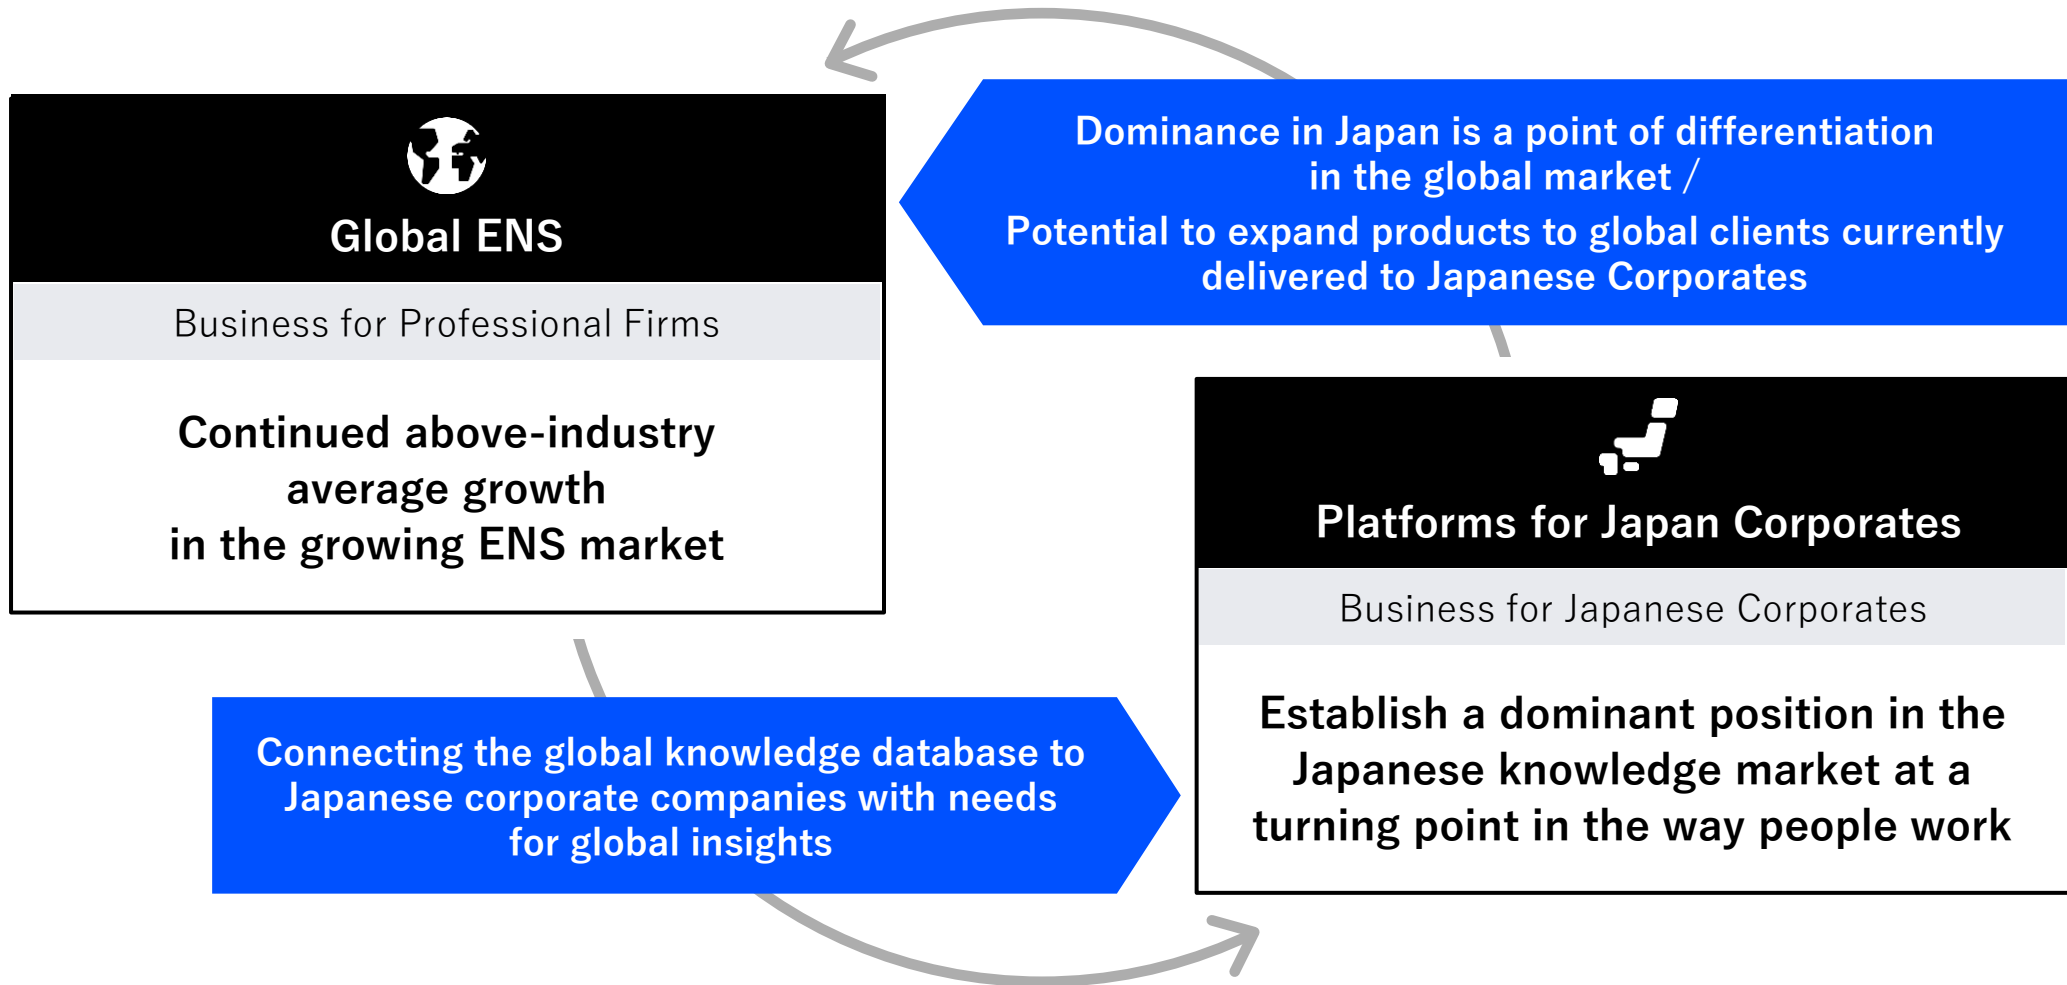 Global ENS
Business for Professional Firms
Continued above-industry
average growth
in the growing ENS market
Dominance in Japan is a point of differentiation
in the global market /
Potential to expand products to global clients currently
delivered to Japanese Corporates
Platforms for Japan Corporates
Business for Japanese Corporates
Establish a dominant position in the
Japanese knowledge market at a
turning point in the way people work
Connecting the global knowledge database to
Japanese corporate companies with needs
for global insights